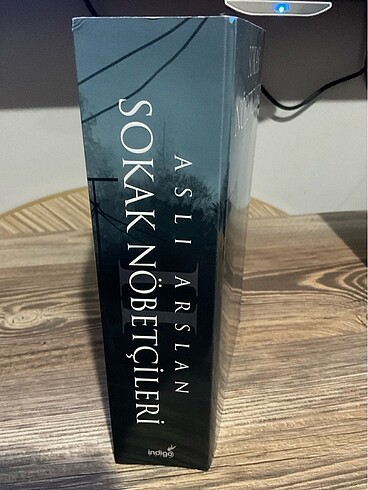 ASLI ARSLAN
SOKAK NÖBETÇİLERİ
II
indigo